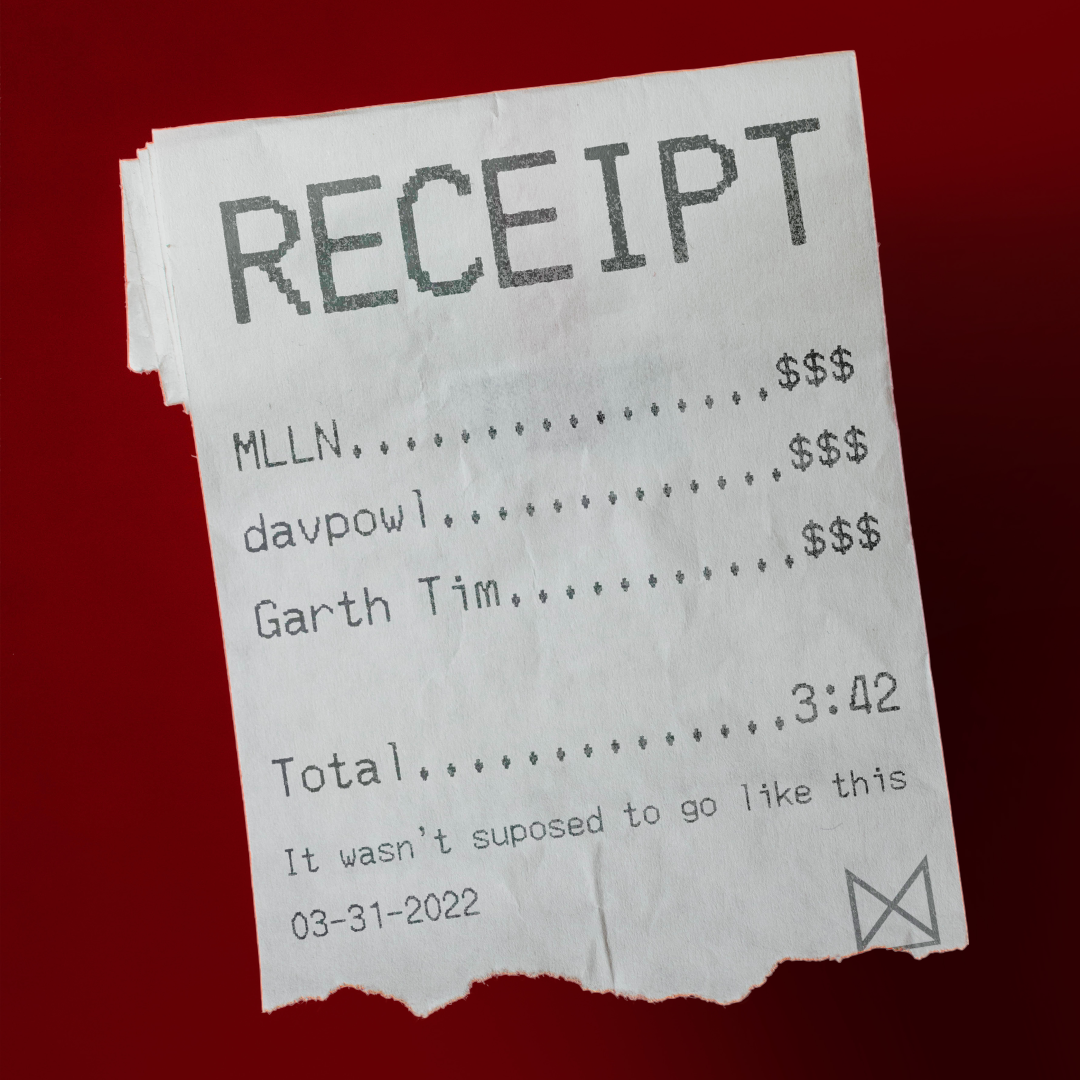 RECEIPT
MLLN................$$$
davpowl.............$$$
Garth Tim...........$$$
Total..............3:42
It wasn't suposed to go like this
03-31-2022